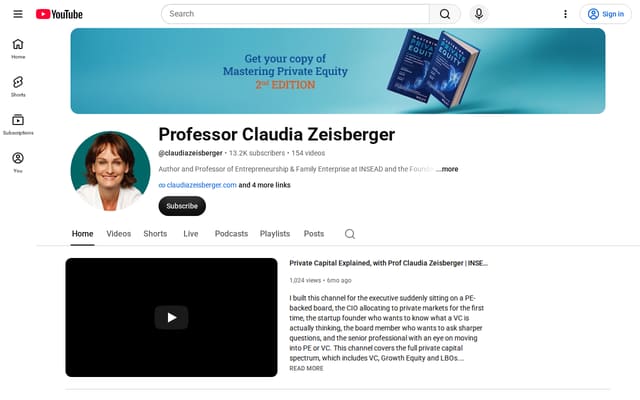 YouTube
Search
Sign in
Home
Shorts
Subscriptions
You
Get your copy of
Mastering Private Equity
2nd EDITION
MASTERING
PRIVATE
EQUITY
PRIVATE
EQUITY
Professor Claudia Zeisberger
@claudiazeisberger • 13.2K subscribers • 154 videos
Author and Professor of Entrepreneurship & Family Enterprise at INSEAD and the Founde ...more
claudiazeisberger.com and 4 more links
Subscribe
Home Videos Shorts Live Podcasts Playlists Posts
Private Capital Explained, with Prof Claudia Zeisberger | INSE...
1,024 views • 6mo ago
I built this channel for the executive suddenly sitting on a PE-
backed board, the CIO allocating to private markets for the first
time, the startup founder who wants to know what a VC is
actually thinking, the board member who wants to ask sharper
questions, and the senior professional with an eye on moving
into PE or VC. This channel covers the full private capital
spectrum, which includes VC, Growth Equity and LBOs....
READ MORE